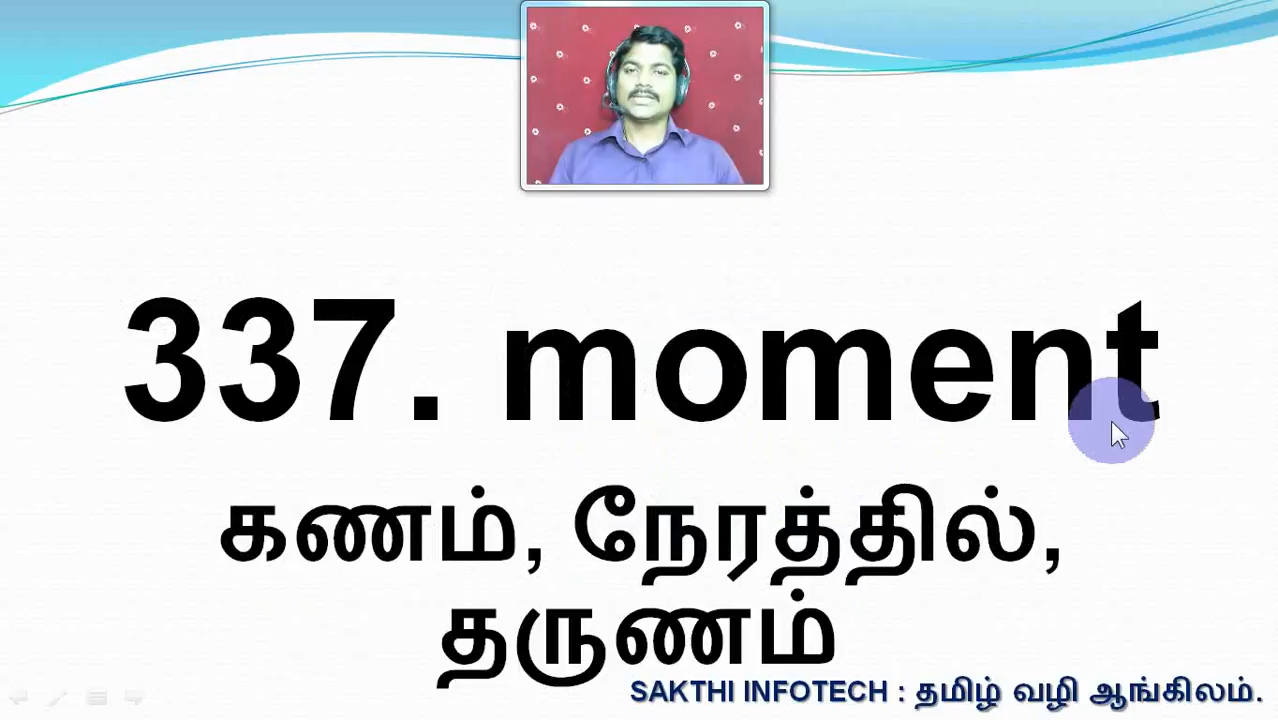 337. moment
கணம், நேரத்தில்,
தருணம்
SAKTHI INFOTECH : தமிழ் வழி ஆங்கிலம்.